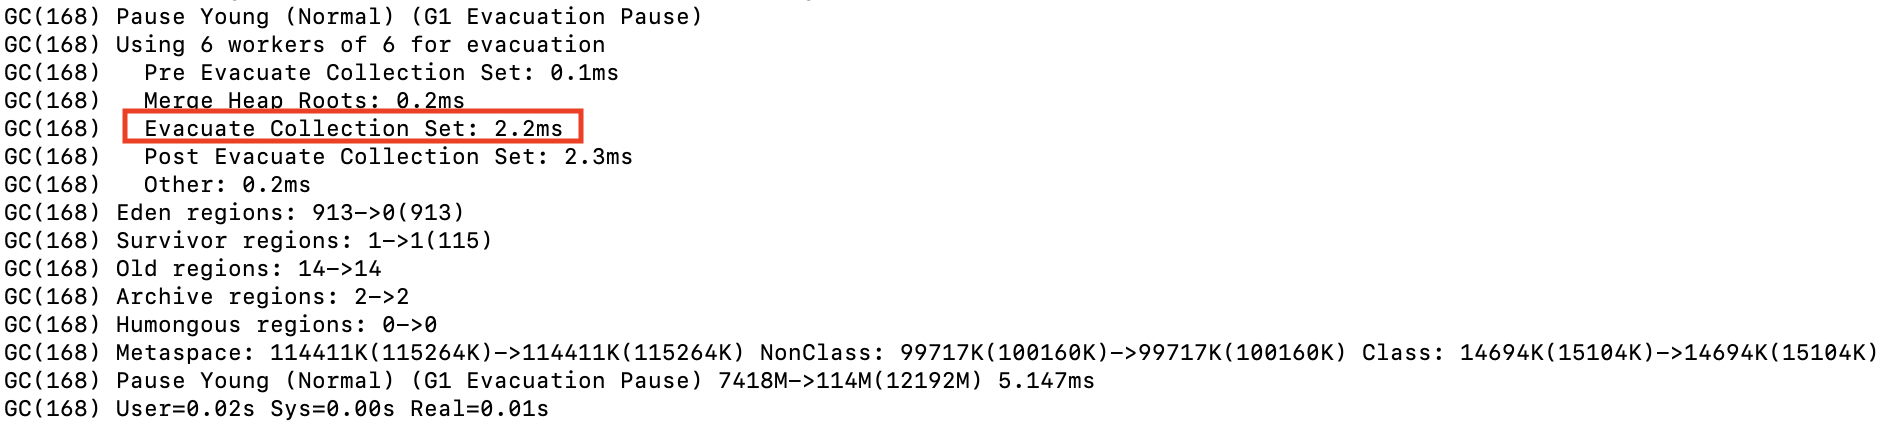 GC(168) Pause Young (Normal) (G1 Evacuation Pause)
GC(168) Using 6 workers of 6 for evacuation
GC(168)   Pre Evacuate Collection Set: 0.1ms
GC(168)   Merge Heap Roots: 0.2ms
GC(168)   Evacuate Collection Set: 2.2ms
GC(168)   Post Evacuate Collection Set: 2.3ms
GC(168)   Other: 0.2ms
GC(168) Eden regions: 913->0(913)
GC(168) Survivor regions: 1->1(115)
GC(168) Old regions: 14->14
GC(168) Archive regions: 2->2
GC(168) Humongous regions: 0->0
GC(168) Metaspace: 114411K(115264K)->114411K(115264K) NonClass: 99717K(100160K)->99717K(100160K) Class: 14694K(15104K)->14694K(15104K)
GC(168) Pause Young (Normal) (G1 Evacuation Pause) 7418M->114M(12192M) 5.147ms
GC(168) User=0.02s Sys=0.00s Real=0.01s